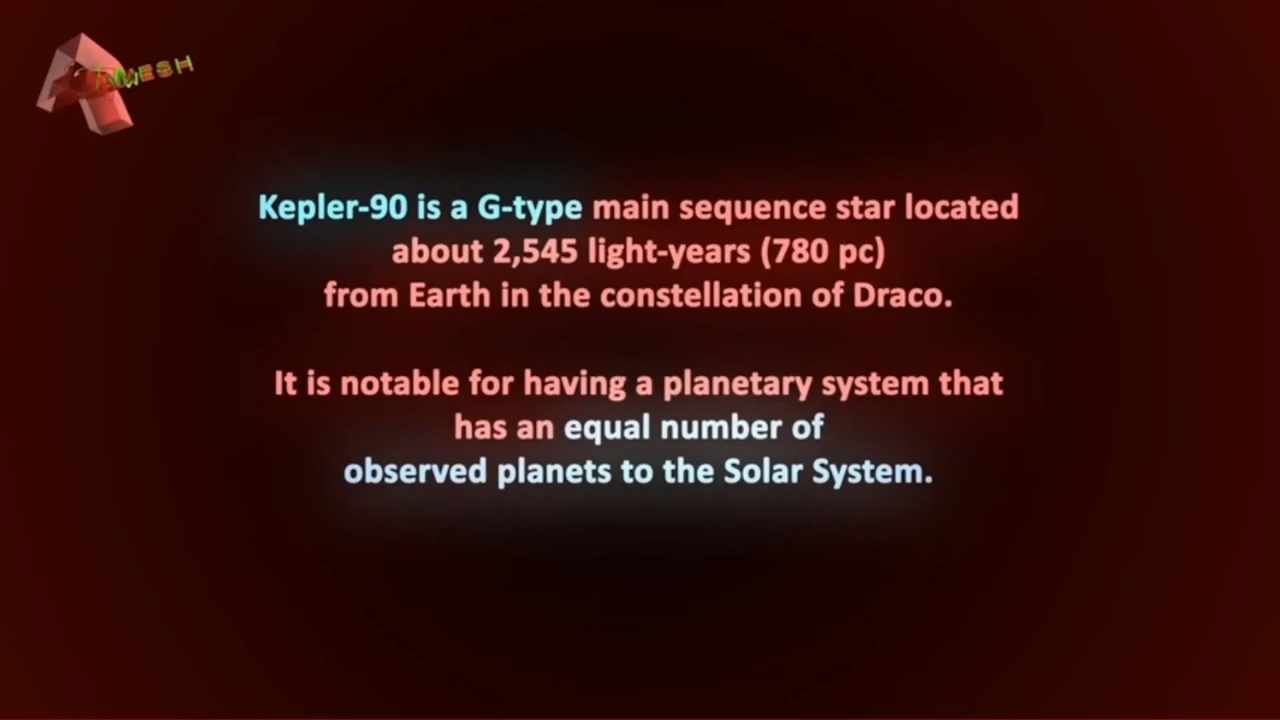 Kepler-90 is a G-type main sequence star located
about 2,545 light-years (780 pc)
from Earth in the constellation of Draco.
It is notable for having a planetary system that
has an equal number of
observed planets to the Solar System.